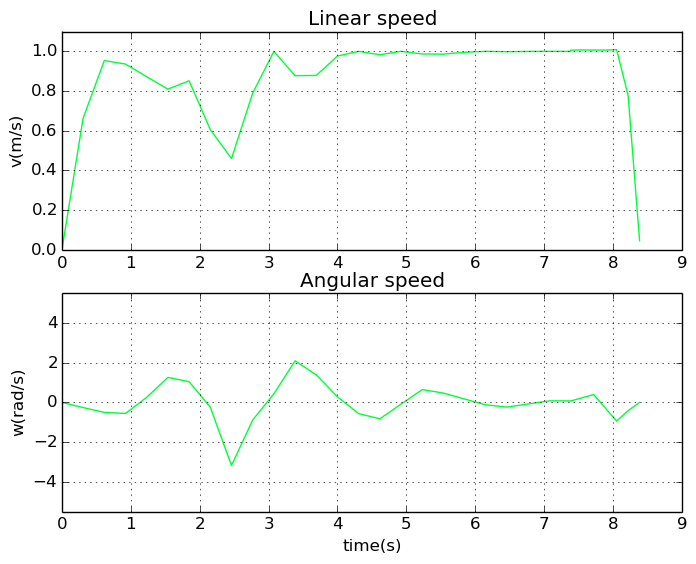 Linear speed
1.0
0.8
0.6
0.4
0.2
0.0
v(m/s)
0 1 2 3 4 5 6 7 8 9
Angular speed
4
2
0
−2
−4
w(rad/s)
0 1 2 3 4 5 6 7 8 9
time(s)